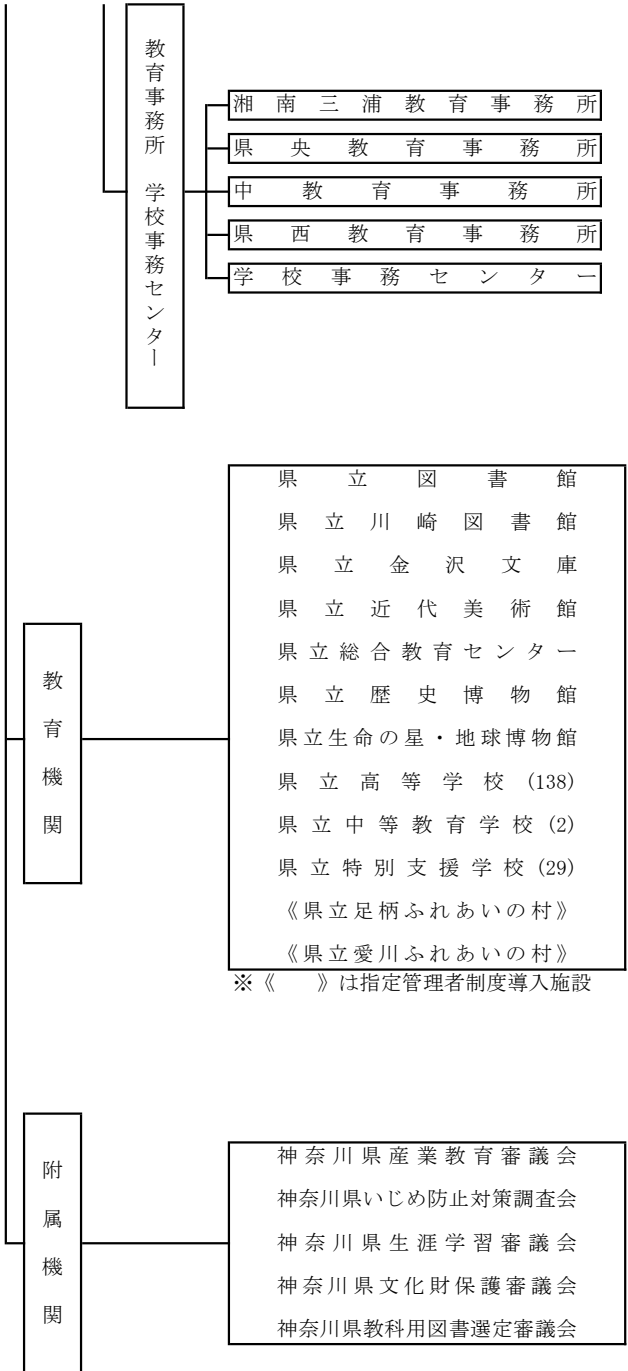 教育事務所 学校事務センター
湘南三浦教育事務所
県央教育事務所
中教育事務所
県西教育事務所
学校事務センター
教育機関
県立図書館
県立川崎図書館
県立金沢文庫
県立近代美術館
県立総合教育センター
県立歴史博物館
県立生命の星・地球博物館
県立高等学校(138)
県立中等教育学校(2)
県立特別支援学校(29)
《県立足柄ふれあいの村》
《県立愛川ふれあいの村》
※《　　》は指定管理者制度導入施設
附属機関
神奈川県産業教育審議会
神奈川県いじめ防止対策調査会
神奈川県生涯学習審議会
神奈川県文化財保護審議会
神奈川県教科用図書選定審議会